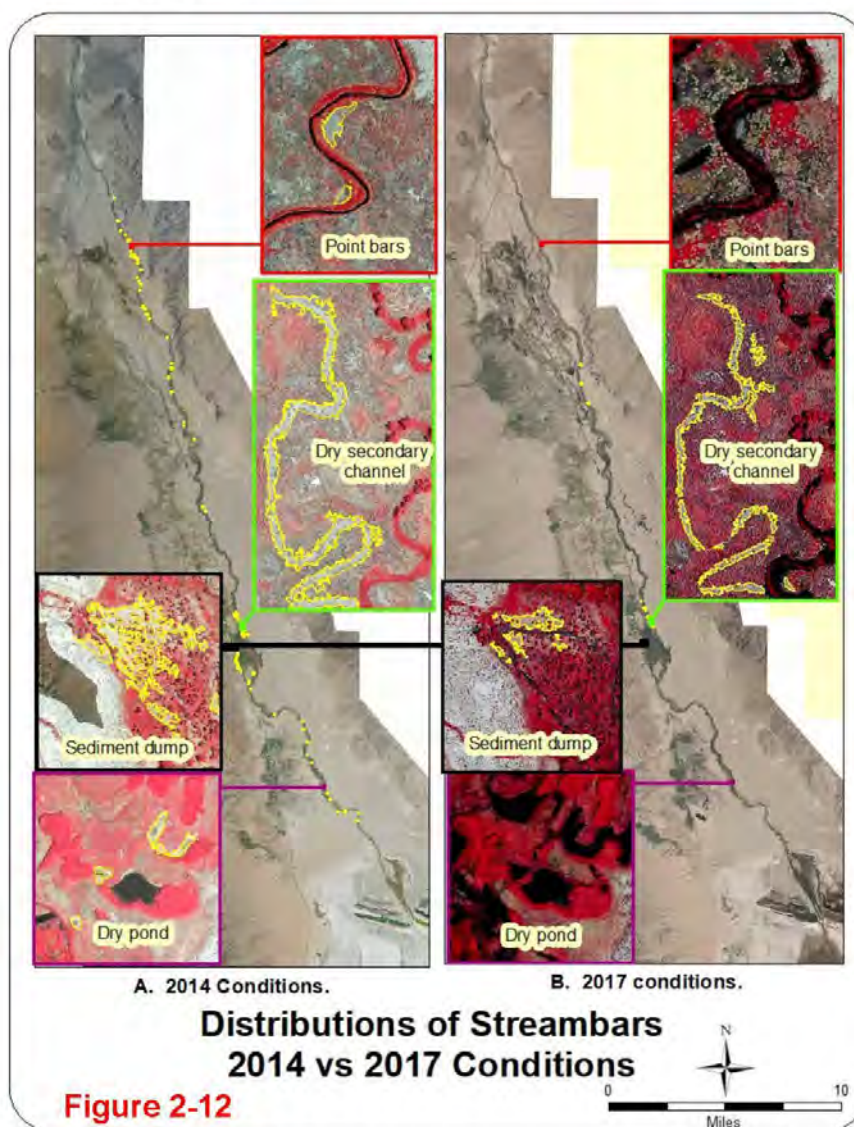 Point bars
Point bars
Dry secondary
channel
Dry secondary
channel
Sediment dump
Sediment dump
Dry pond
Dry pond
A. 2014 Conditions.
B. 2017 conditions.
Distributions of Streambars
2014 vs 2017 Conditions
N
0 10
Miles
Figure 2-12